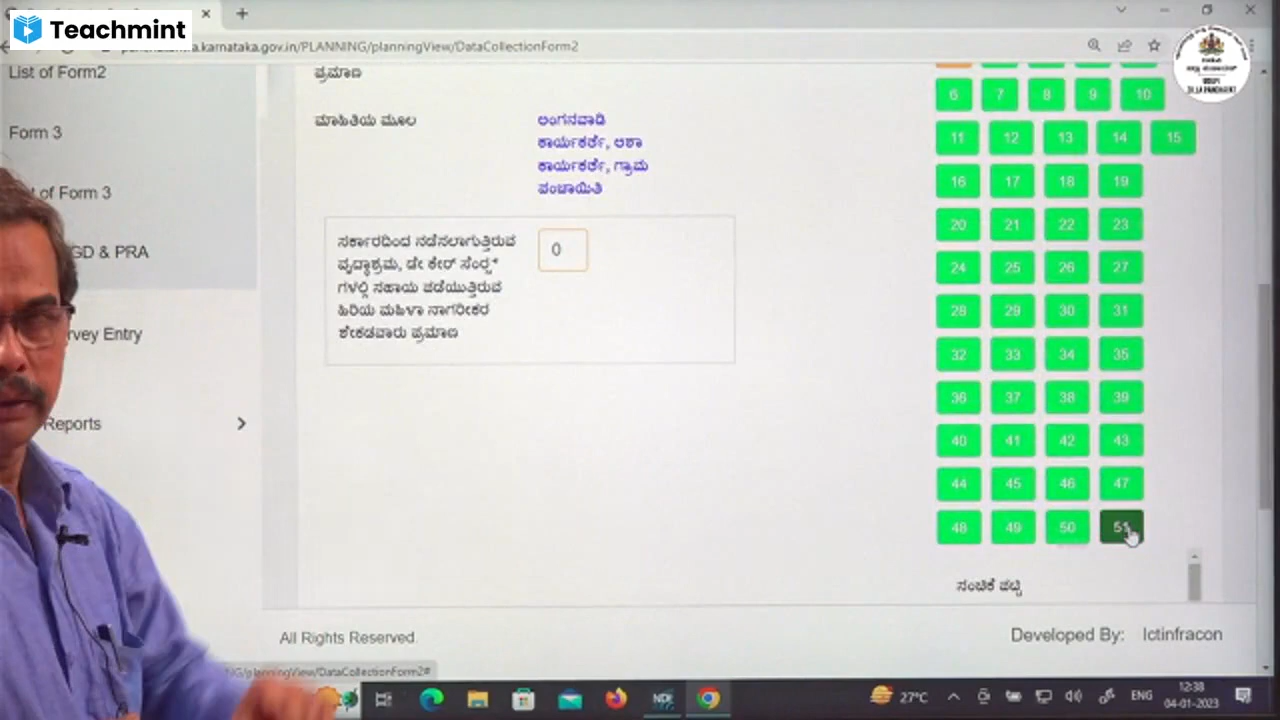 Teachmint
karnataka.gov.in/PLANNING/planningView/DataCollectionForm2
List of Form2
Form 3
of Form 3
GD & PRA
rvey Entry
Reports
ಪ್ರಮಾಣ
ಮಾಹಿತಿಯ ಮೂಲ
ಅಂಗನವಾಡಿ
ಕಾರ್ಯಕರ್ತೆ, ಆಶಾ
ಕಾರ್ಯಕರ್ತೆ, ಗ್ರಾಮ
ಪಂಚಾಯಿತಿ
ಸರ್ಕಾರದಿಂದ ನಡೆಸಲಾಗುತ್ತಿರುವ
ವೃದ್ಧಾಶ್ರಮ, ಡೇ ಕೇರ್
ಗಳಲ್ಲಿ ಸಹಾಯ ಪಡೆಯುತ್ತಿರುವ
ಹಿರಿಯ ಮಹಿಳಾ ನಾಗರೀಕರ
ಶೇಕಡವಾರು ಪ್ರಮಾಣ
0
6 7 8 9 10
11 12 13 14 15
16 17 18 19
20 21 22 23
24 25 26 27
28 29 30 31
32 33 34 35
36 37 38 39
40 41 42 43
44 45 46 47
48 49 50 51
ಸಂಚಿಕೆ ಪಟ್ಟಿ
All Rights Reserved.
Developed By: Ictinfracon
NG/planningView/DataCollectionForm2#
27°C
ENG
12:38
04-01-2023